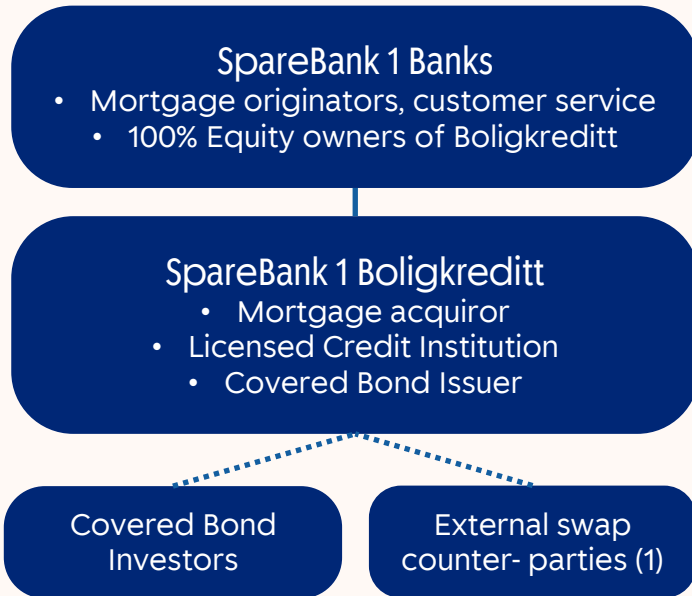 SpareBank 1 Banks
• Mortgage originators, customer service
• 100% Equity owners of Boligkreditt
SpareBank 1 Boligkreditt
• Mortgage acquiror
• Licensed Credit Institution
• Covered Bond Issuer
Covered Bond
Investors
External swap
counter- parties (1)